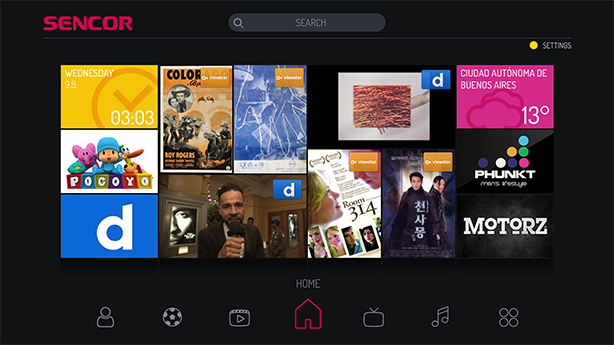 SENCOR
SEARCH
SETTINGS
WEDNESDAY
9.8.
03:03
COLOR
viewster
ROY ROGERS
viewster
d
CIUDAD AUTÓNOMA DE
BUENOS AIRES
13°
POCOYO
d
viewster
Room
314
viewster
천사몽
PHUNKT
men's lifestyle
d
MOTORZ
HOME